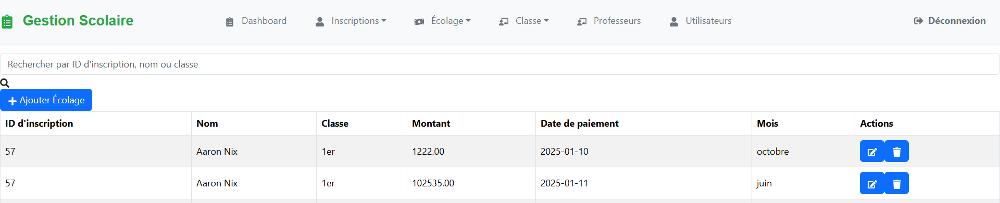 Gestion Scolaire Dashboard Inscriptions Écolage Classe Professeurs Utilisateurs Déconnexion
Rechercher par ID d'inscription, nom ou classe
Ajouter Écolage
ID d'inscription Nom Classe Montant Date de paiement Mois Actions
57 Aaron Nix 1er 1222.00 2025-01-10 octobre
57 Aaron Nix 1er 102535.00 2025-01-11 juin